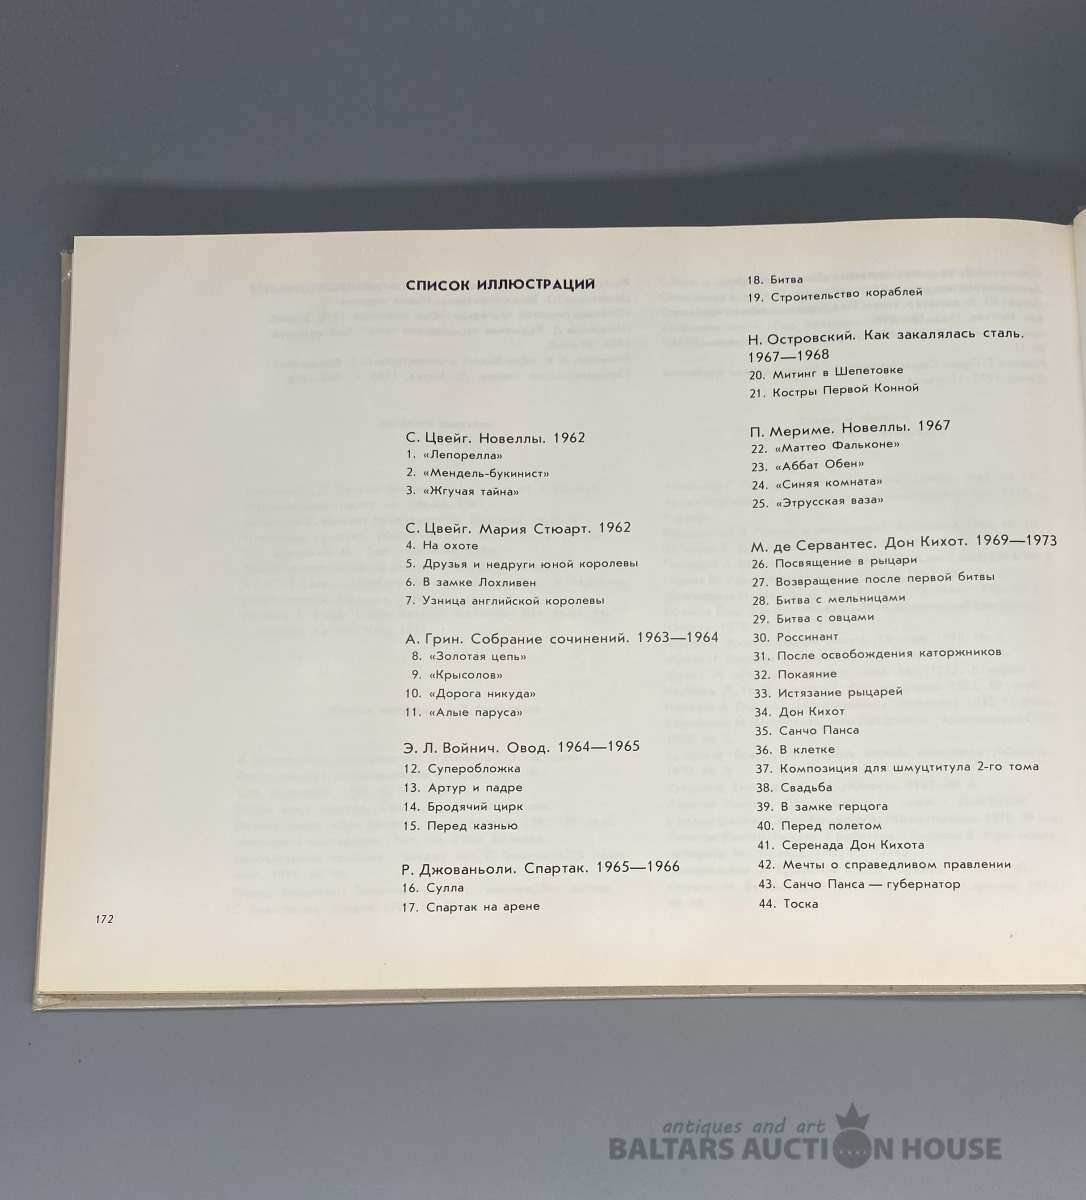 СПИСОК ИЛЛЮСТРАЦИЙ
С. Цвейг. Новеллы. 1962
1. «Лепорелла»
2. «Мендель-букинист»
3. «Жгучая тайна»
С. Цвейг. Мария Стюарт. 1962
4. На охоте
5. Друзья и недруги юной королевы
6. В замке Лохливен
7. Узница английской королевы
А. Грин. Собрание сочинений. 1963—1964
8. «Золотая цепь»
9. «Крысолов»
10. «Дорога никуда»
11. «Алые паруса»
Э. Л. Войнич. Овод. 1964—1965
12. Суперобложка
13. Артур и падре
14. Бродячий цирк
15. Перед казнью
Р. Джованьоли. Спартак. 1965—1966
16. Сулла
17. Спартак на арене
172
18. Битва
19. Строительство кораблей
Н. Островский. Как закалялась сталь.
1967—1968
20. Митинг в Шепетовке
21. Костры Первой Конной
П. Мериме. Новеллы. 1967
22. «Маттео Фальконе»
23. «Аббат Обен»
24. «Синяя комната»
25. «Этрусская ваза»
М. де Сервантес. Дон Кихот. 1969—1973
26. Посвящение в рыцари
27. Возвращение после первой битвы
28. Битва с мельницами
29. Битва с овцами
30. Россинант
31. После освобождения каторжников
32. Покаяние
33. Истязание рыцарей
34. Дон Кихот
35. Санчо Панса
36. В клетке
37. Композиция для шмуцтитула 2-го тома
38. Свадьба
39. В замке герцога
40. Перед полетом
41. Серенада Дон Кихота
42. Мечты о справедливом правлении
43. Санчо Панса — губернатор
44. Тоска
antiques and art
BALTARS AUCTION HOUSE